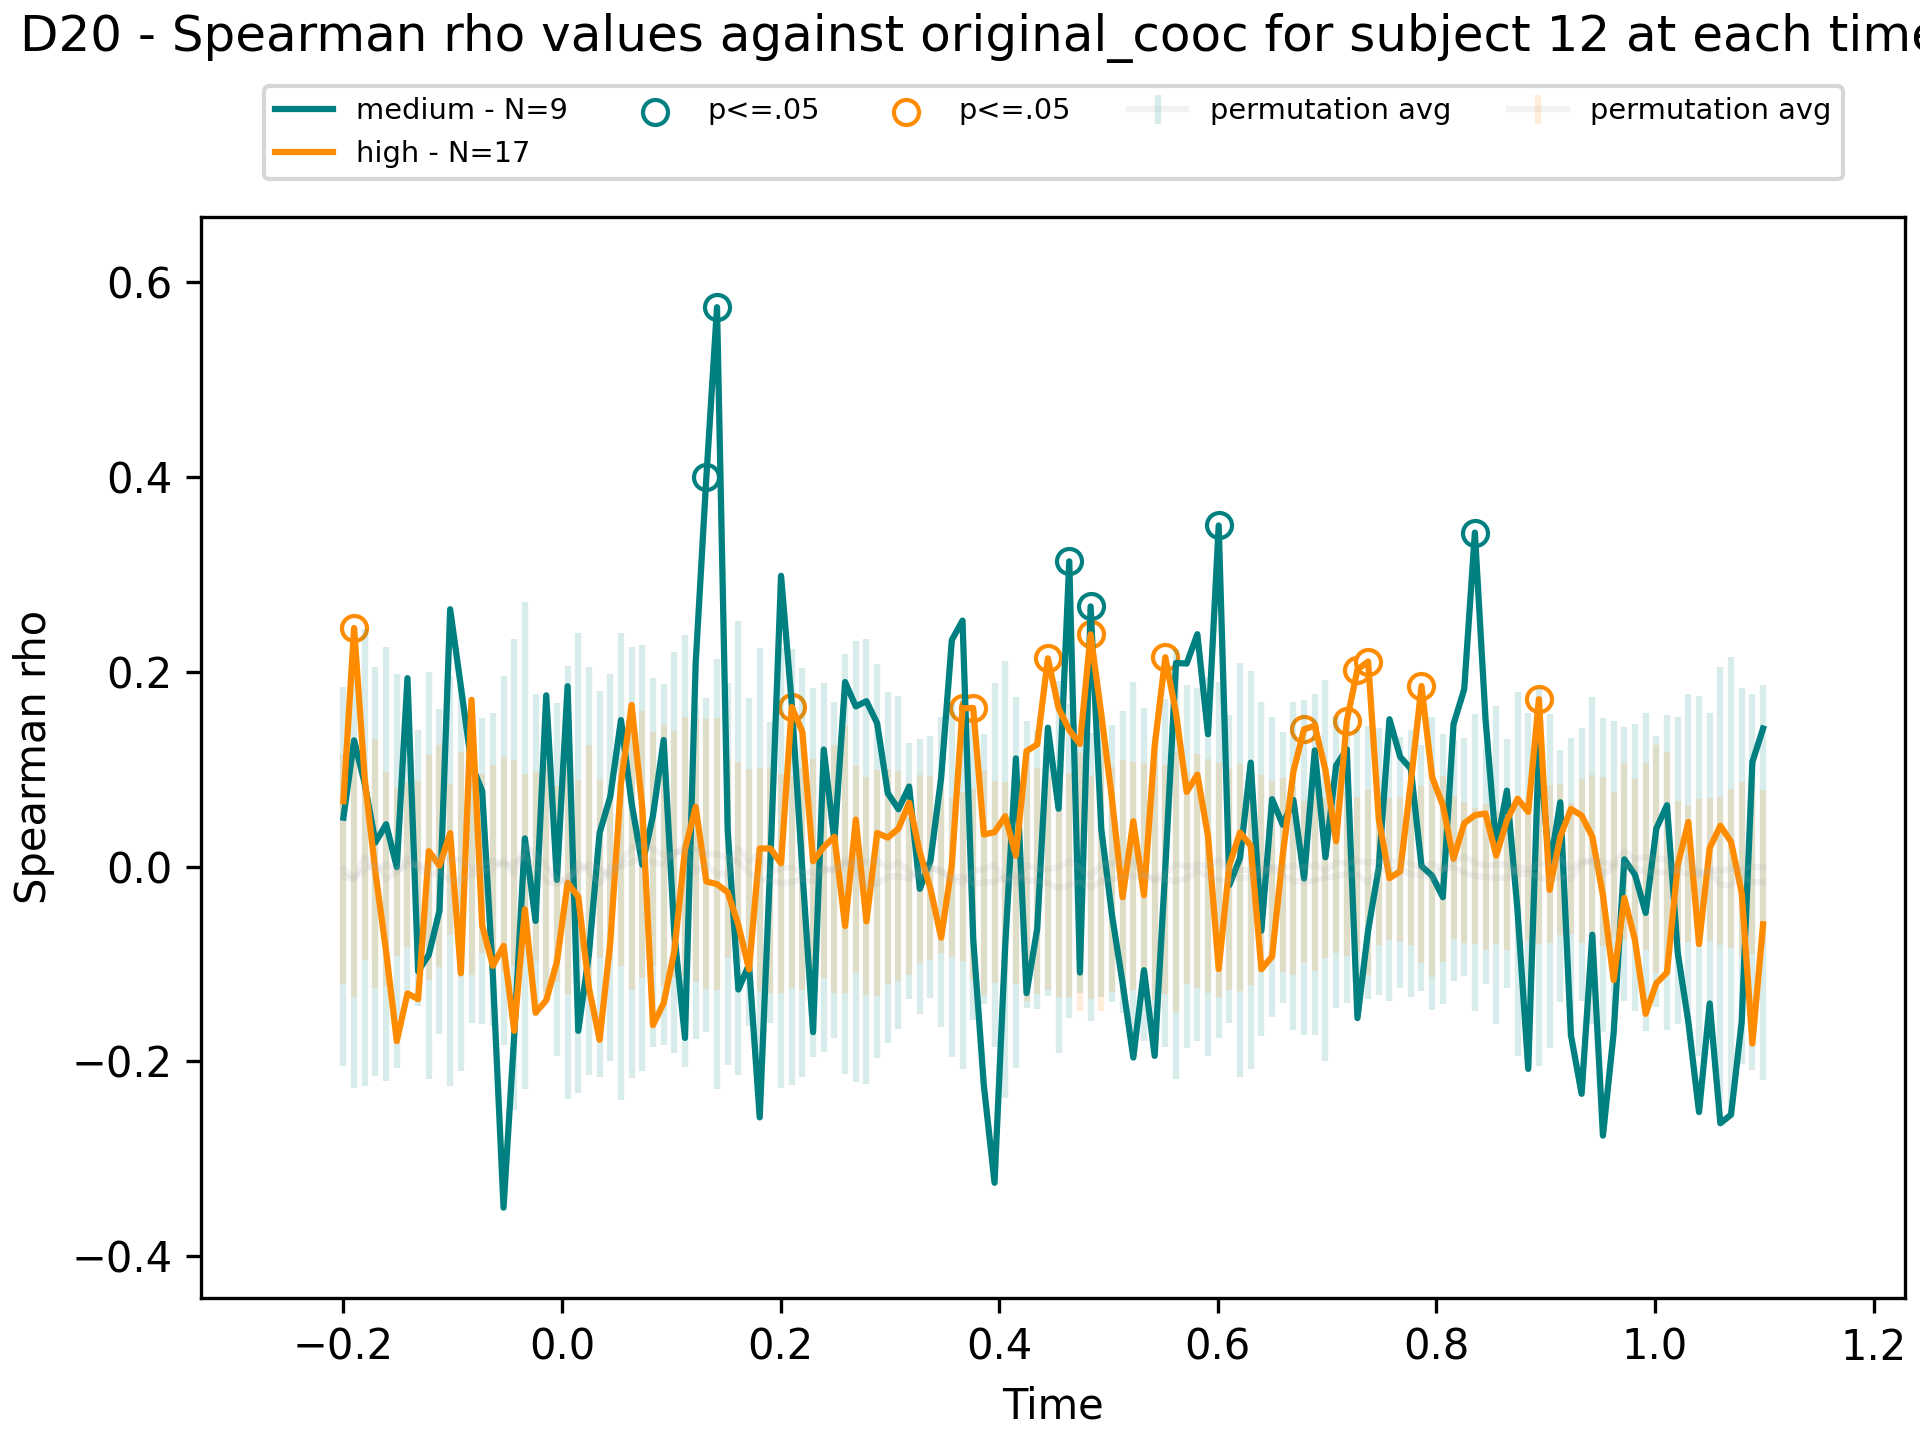 D20 - Spearman rho values against original_cooc for subject 12 at each time
medium - N=9
high - N=17
p<=.05
p<=.05
permutation avg
permutation avg
Spearman rho
0.6
0.4
0.2
0.0
−0.2
−0.4
−0.2
0.0
0.2
0.4
0.6
0.8
1.0
1.2
Time